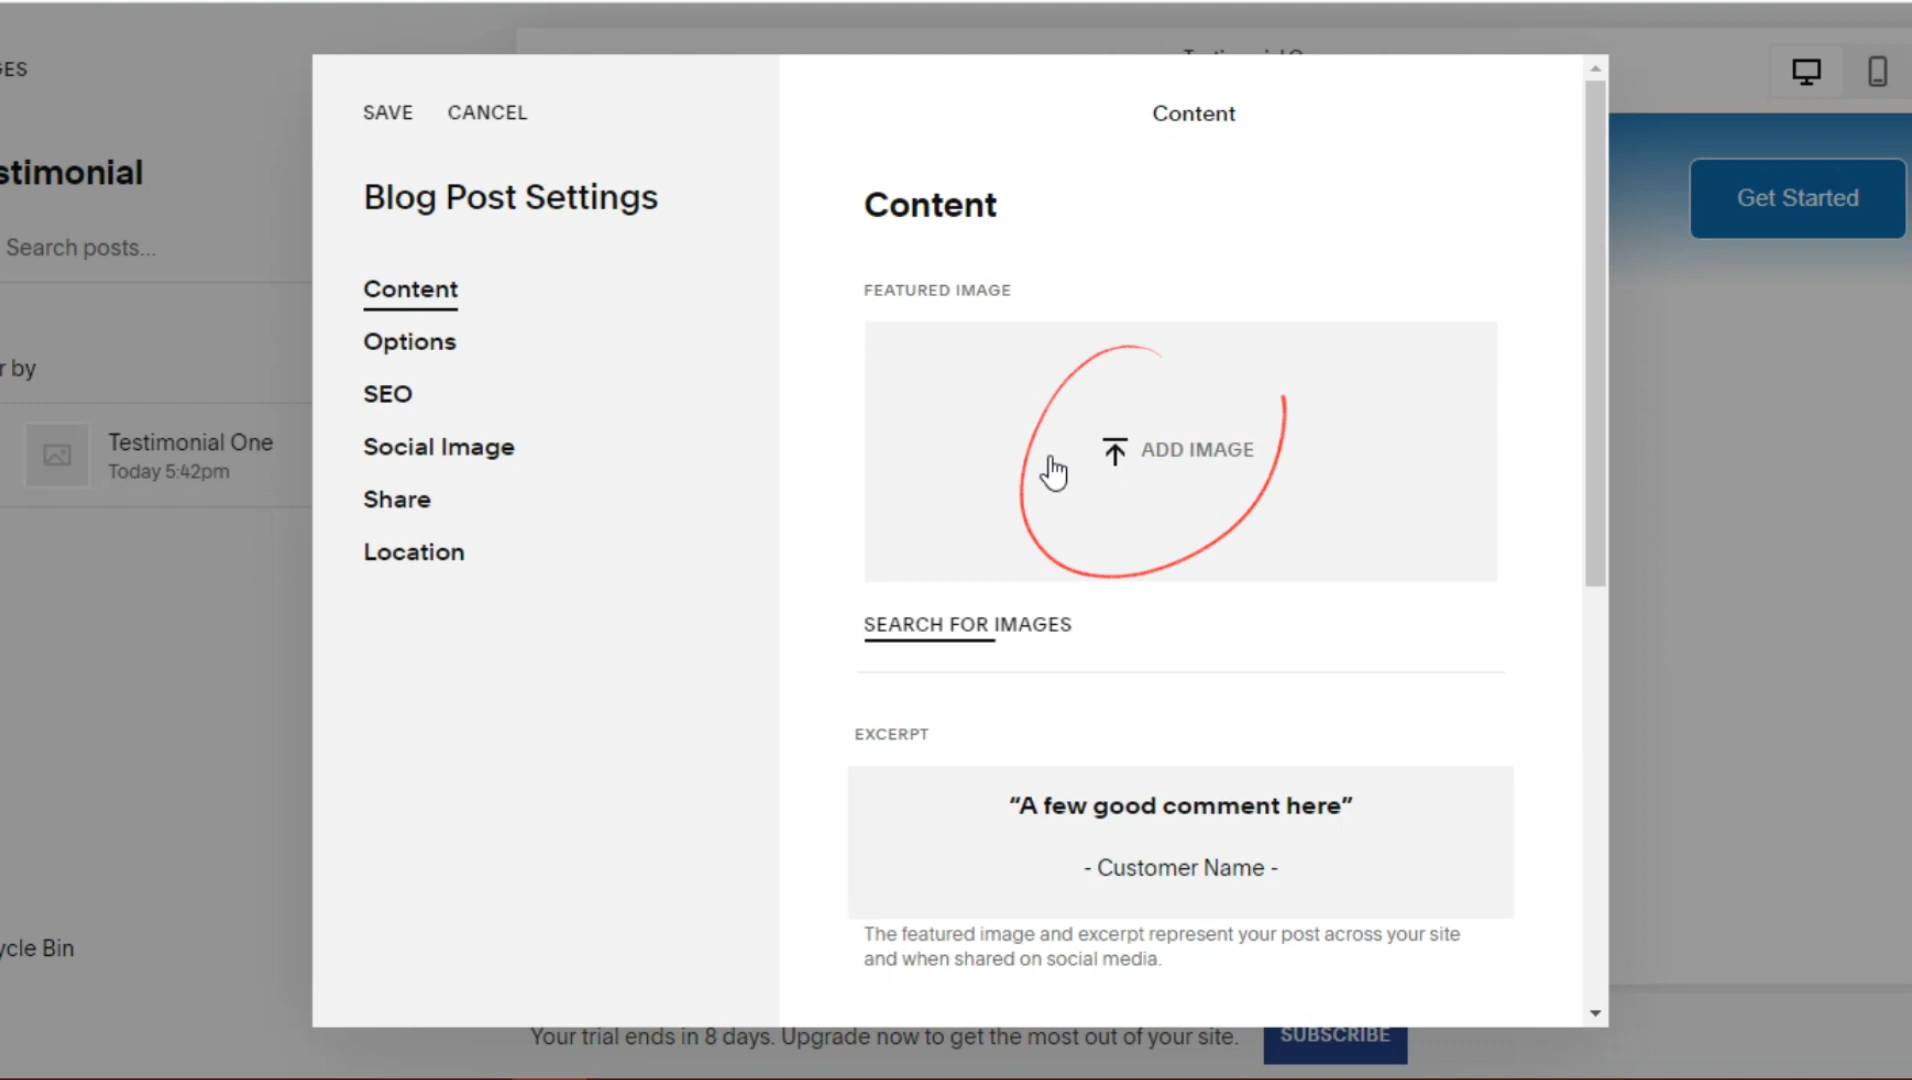 GES
stimonial
Search posts...
r by
Testimonial One
Today 5:42pm
ycle Bin
SAVE CANCEL
Blog Post Settings
Content
Options
SEO
Social Image
Share
Location
Content
Content
FEATURED IMAGE
ADD IMAGE
SEARCH FOR IMAGES
EXCERPT
“A few good comment here”
- Customer Name -
The featured image and excerpt represent your post across your site
and when shared on social media.
Get Started
Your trial ends in 8 days. Upgrade now to get the most out of your site. SUBSCRIBE